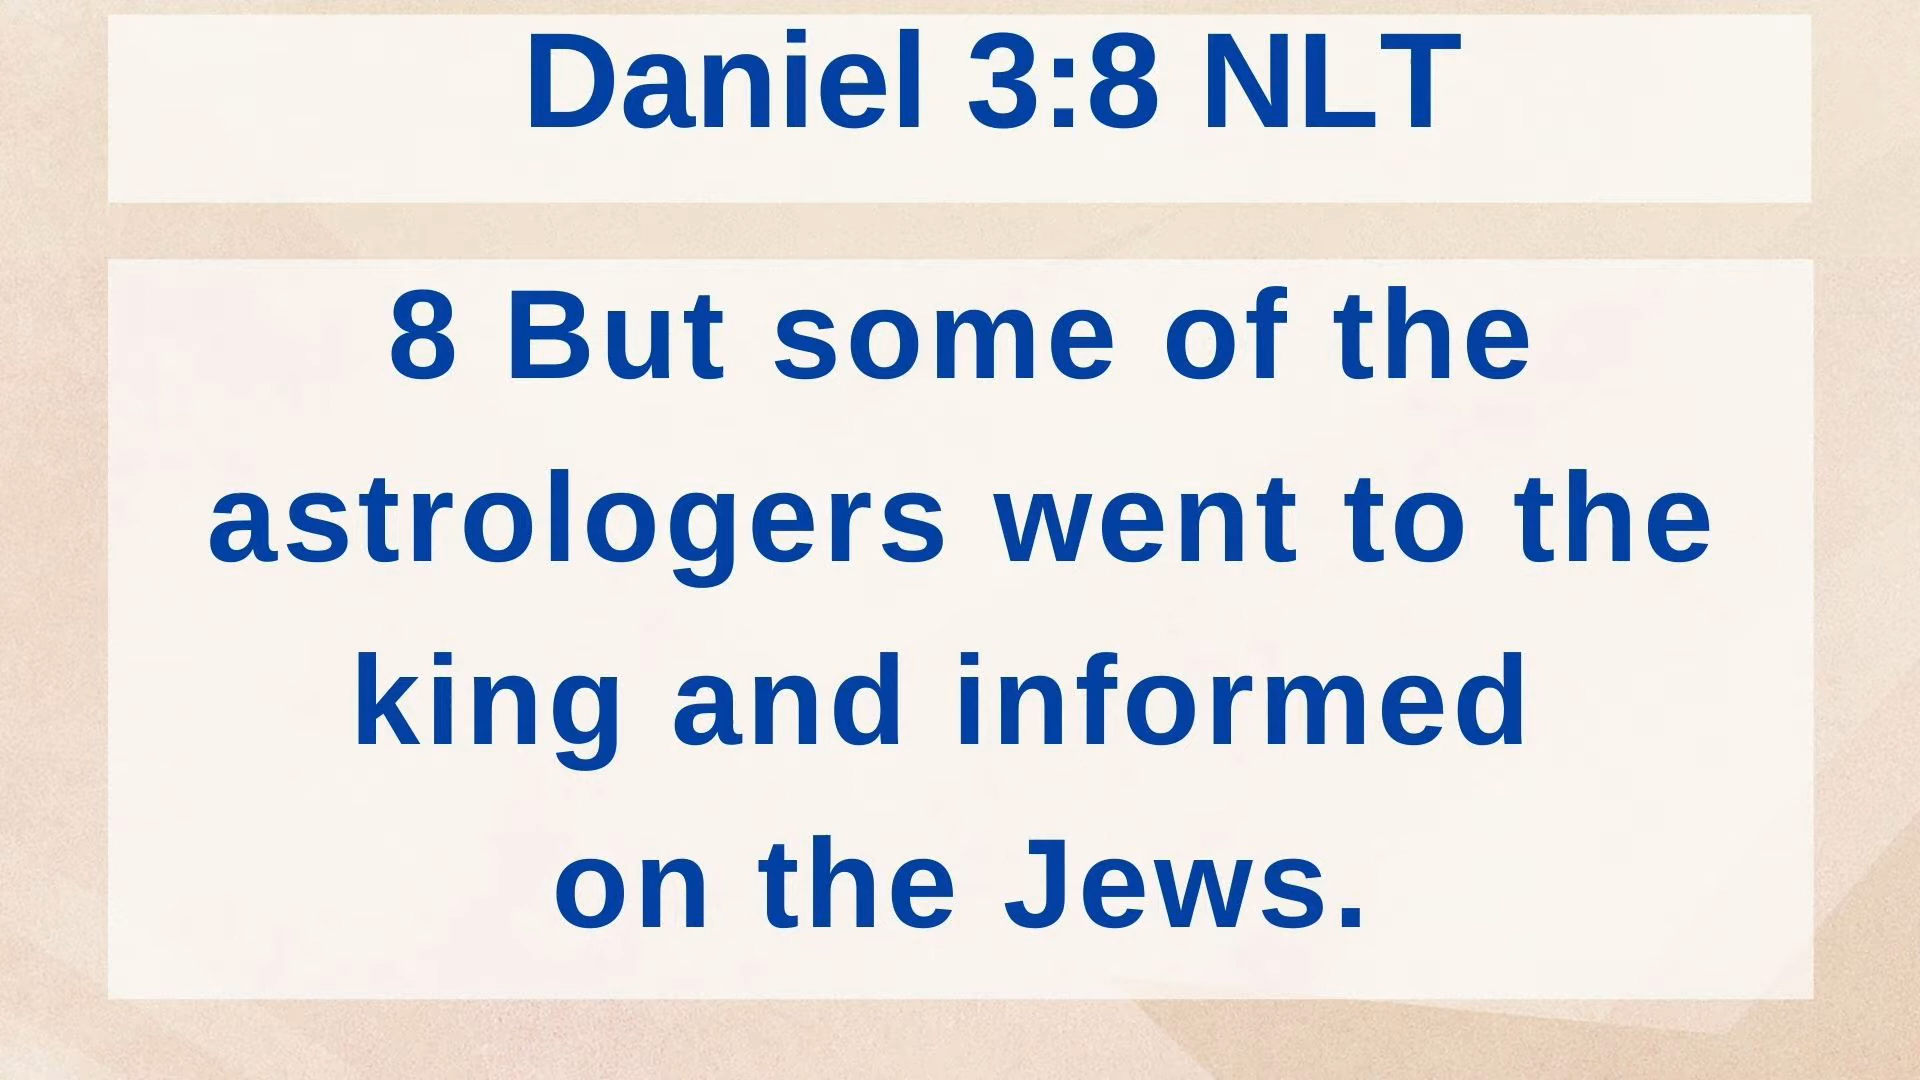 Daniel 3:8 NLT
8 But some of the
astrologers went to the
king and informed
on the Jews.